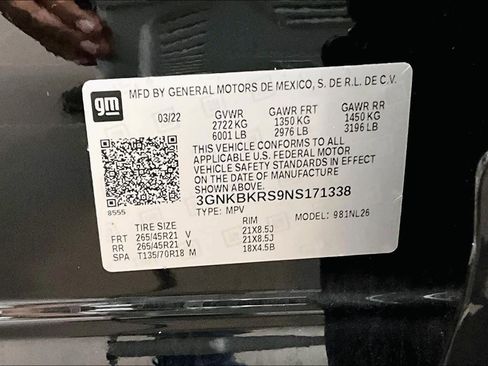 gm
MFD BY GENERAL MOTORS DE MEXICO, S. DE R.L. DE C.V.
03/22 GVWR GAWR FRT GAWR RR
2722 KG 1350 KG 1450 KG
6001 LB 2976 LB 3196 LB
THIS VEHICLE CONFORMS TO ALL
APPLICABLE U.S. FEDERAL MOTOR
VEHICLE SAFETY STANDARDS IN
EFFECT ON THE DATE OF
MANUFACTURE SHOWN ABOVE.
3GNKBKRS9NS171338
8555 TYPE: MPV MODEL: 981NL26
TIRE SIZE RIM
FRT 265/45R21 V 21X8.5J
RR 265/45R21 V 21X8.5J
SPA T135/70R18 M 18X4.5B